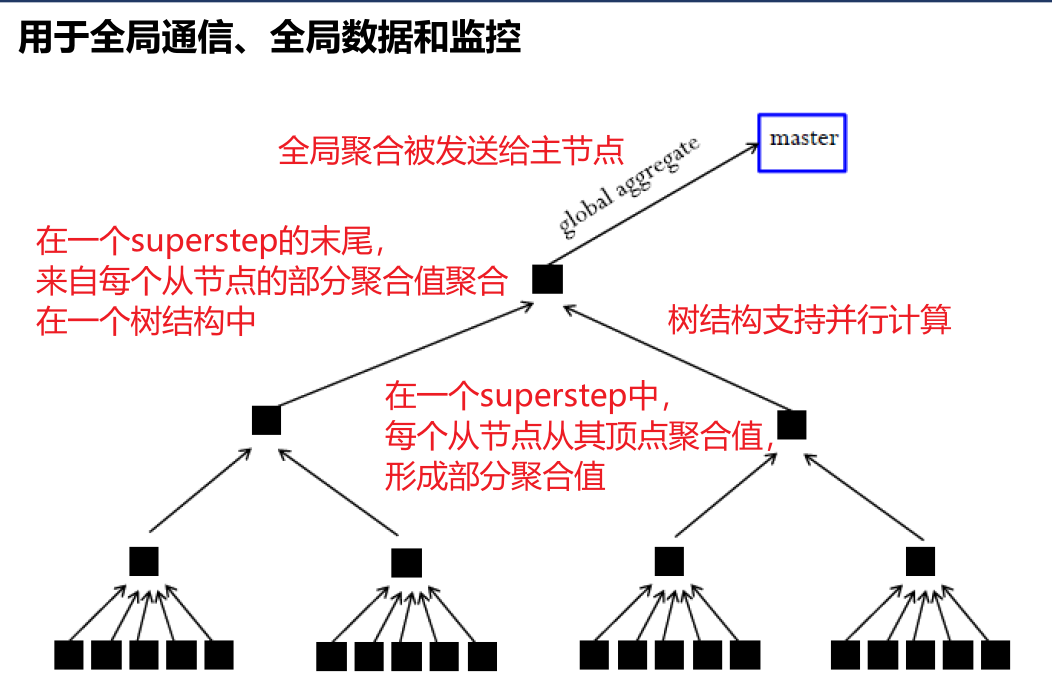 用于全局通信、全局数据和监控
master
全局聚合被发送给主节点
global aggregate
在一个superstep的末尾，
来自每个从节点的部分聚合值聚合
在一个树结构中
树结构支持并行计算
在一个superstep中，
每个从节点从其顶点聚合值，
形成部分聚合值